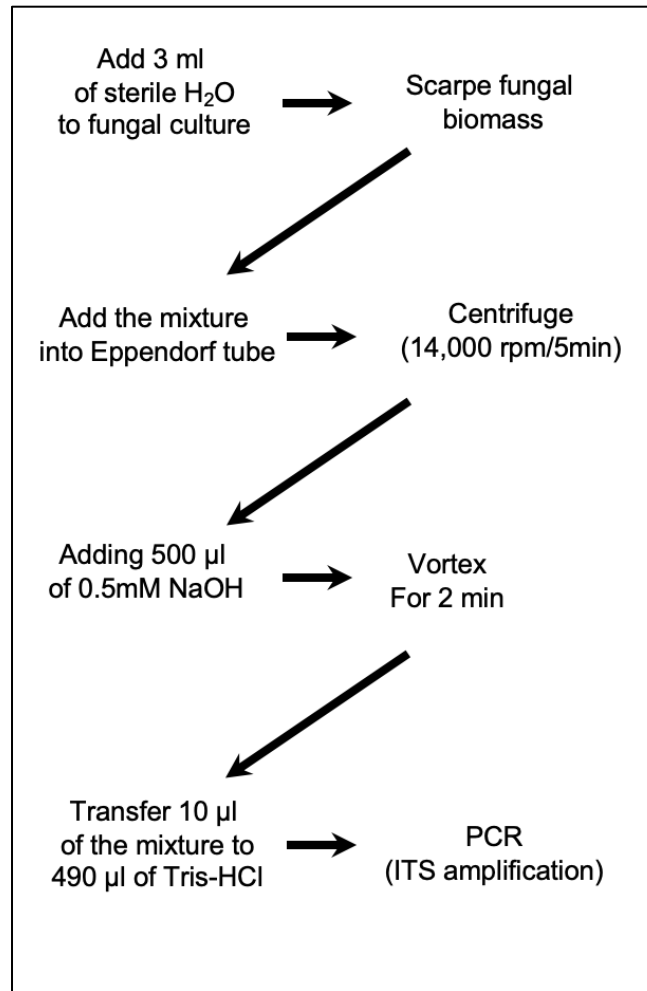 Add 3 ml
of sterile H₂O
to fungal culture
Scarpe fungal
biomass
Add the mixture
into Eppendorf tube
Centrifuge
(14,000 rpm/5min)
Adding 500 µl
of 0.5mM NaOH
Vortex
For 2 min
Transfer 10 µl
of the mixture to
490 µl of Tris-HCl
PCR
(ITS amplification)